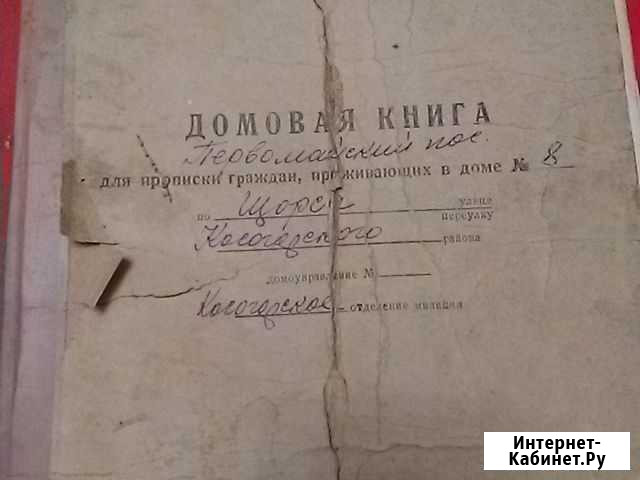 ДОМОВАЯ КНИГА
Первомайский пос.
для прописки граждан, проживающих в доме № 8
по Щорса улице
переулку
Косогорского района
домоуправление №
Косогорское отделение милиции
Интернет-
Кабинет.Ру